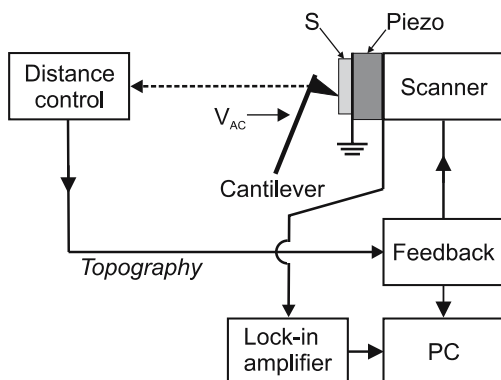 S
Piezo
Distance
control
Scanner
V_AC
Cantilever
Topography
Feedback
Lock-in
amplifier
PC